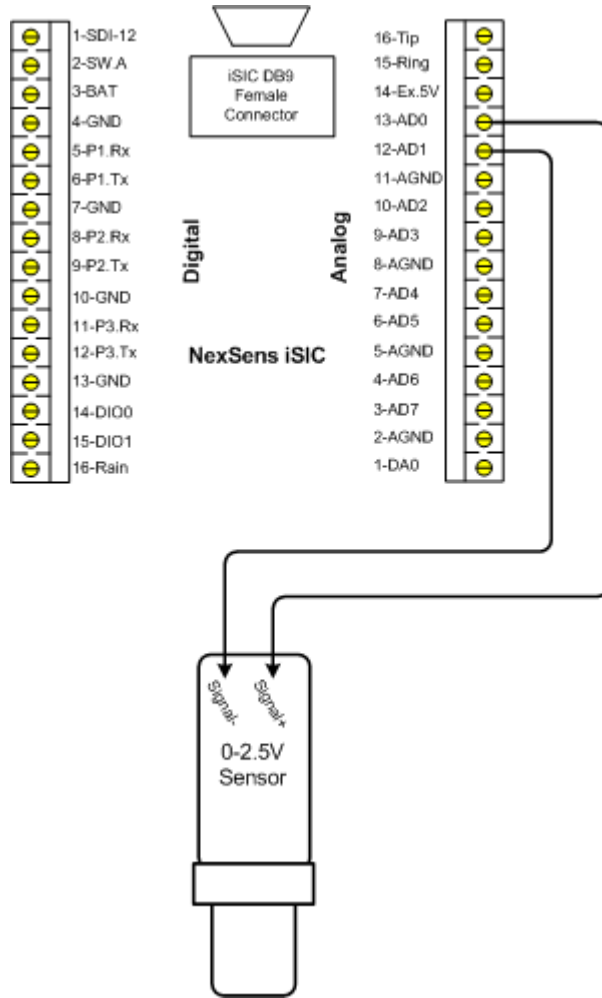 1-SDI-12
2-SW.A
3-BAT
4-GND
5-P1.Rx
6-P1.Tx
7-GND
8-P2.Rx
9-P2.Tx
10-GND
11-P3.Rx
12-P3.Tx
13-GND
14-DIO0
15-DIO1
16-Rain
iSIC DB9
Female
Connector
Digital
Analog
NexSens iSIC
16-Tip
15-Ring
14-Ex.5V
13-AD0
12-AD1
11-AGND
10-AD2
9-AD3
8-AGND
7-AD4
6-AD5
5-AGND
4-AD6
3-AD7
2-AGND
1-DA0
Signal-
Signal+
0-2.5V
Sensor